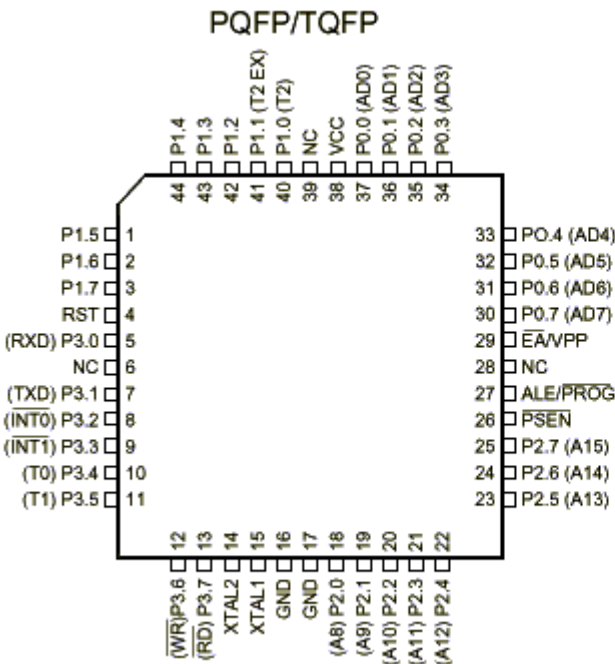 PQFP/TQFP
P1.4
P1.3
P1.2
P1.1 (T2 EX)
P1.0 (T2)
NC
VCC
P0.0 (AD0)
P0.1 (AD1)
P0.2 (AD2)
P0.3 (AD3)
44
43
42
41
40
39
38
37
36
35
34
P1.5 1
P1.6 2
P1.7 3
RST 4
(RXD) P3.0 5
NC 6
(TXD) P3.1 7
(INT0) P3.2 8
(INT1) P3.3 9
(T0) P3.4 10
(T1) P3.5 11
33 PO.4 (AD4)
32 P0.5 (AD5)
31 P0.6 (AD6)
30 P0.7 (AD7)
29 EA/VPP
28 NC
27 ALE/PROG
26 PSEN
25 P2.7 (A15)
24 P2.6 (A14)
23 P2.5 (A13)
12
13
14
15
16
17
18
19
20
21
22
(WR)P3.6
(RD) P3.7
XTAL2
XTAL1
GND
GND
(A8) P2.0
(A9) P2.1
(A10) P2.2
(A11) P2.3
(A12) P2.4